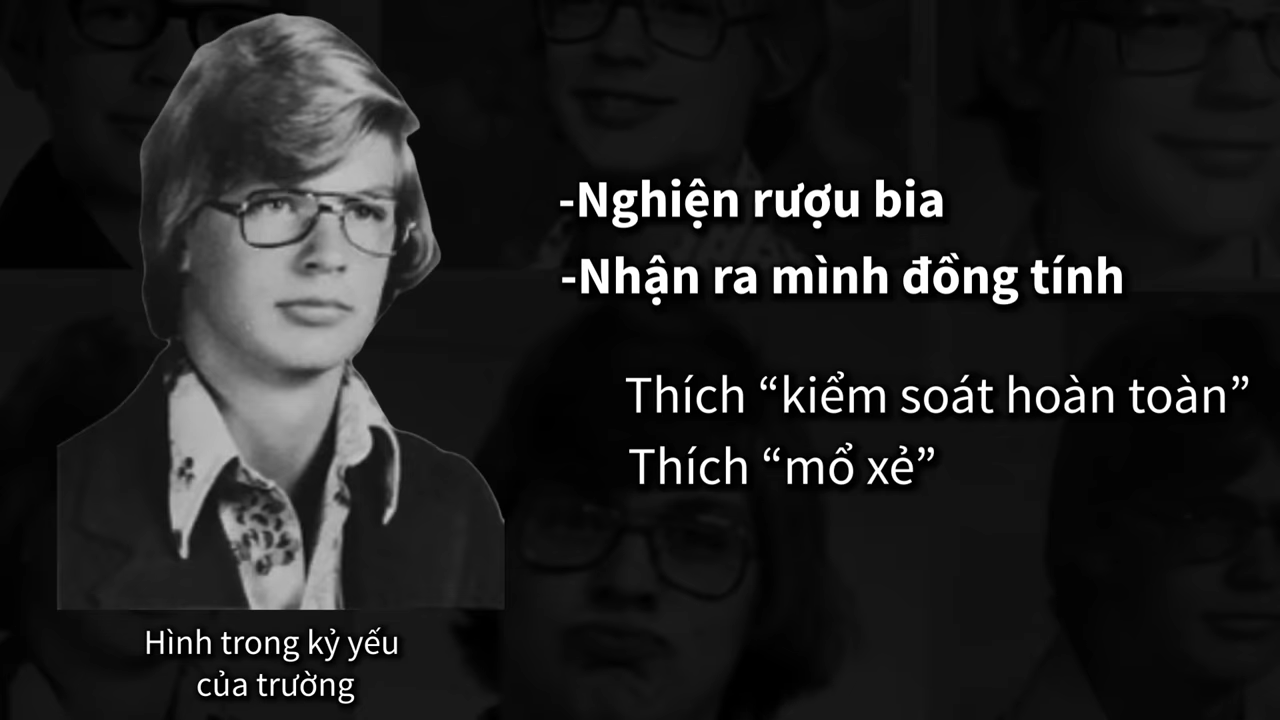 -Nghiện rượu bia
-Nhận ra mình đồng tính
Thích “kiểm soát hoàn toàn”
Thích “mổ xẻ”
Hình trong kỷ yếu
của trường